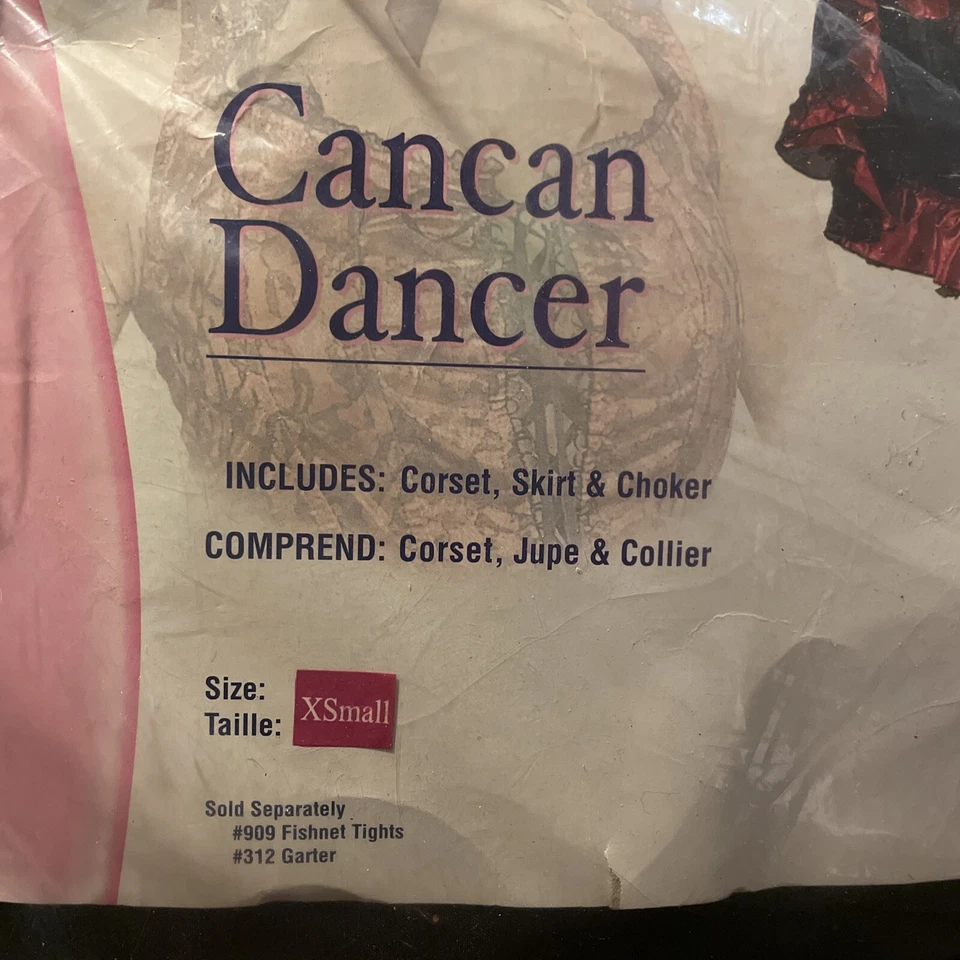 Cancan
Dancer
INCLUDES: Corset, Skirt & Choker
COMPREND: Corset, Jupe & Collier
Size:
Taille:
XSmall
Sold Separately
#909 Fishnet Tights
#312 Garter